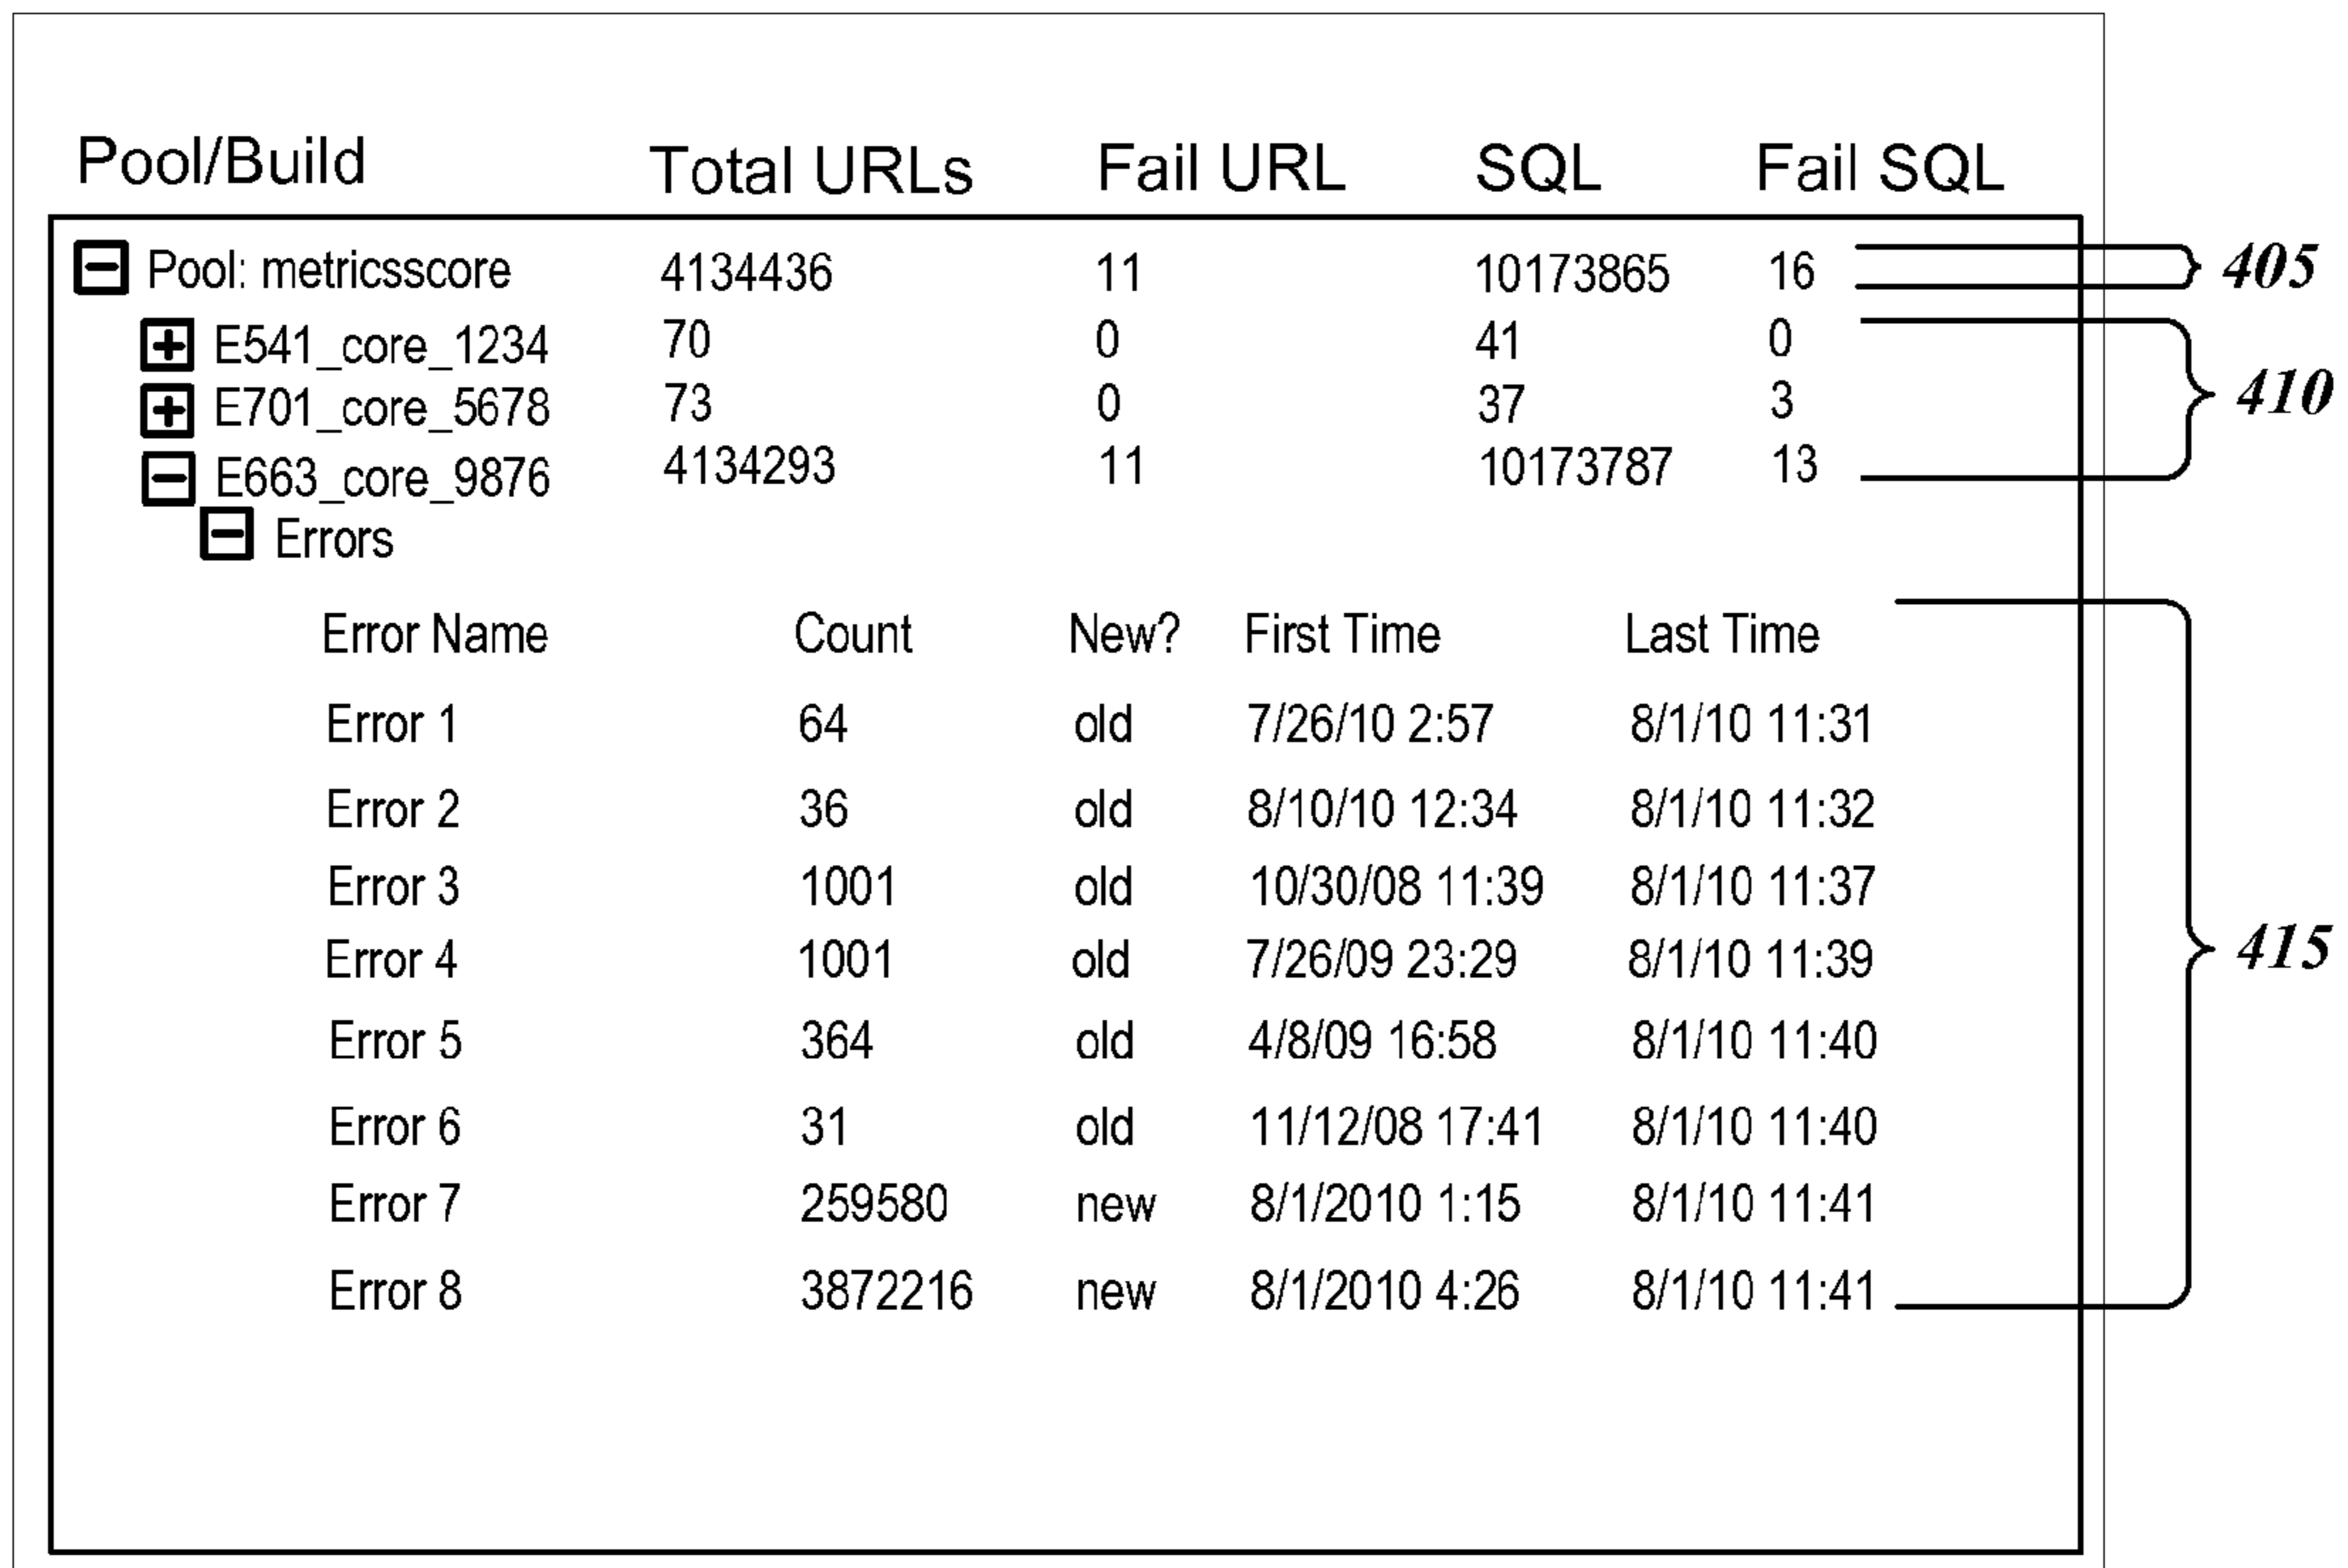 Pool/Build Total URLs Fail URL SQL Fail SQL
Pool: metricsscore 4134436 11 10173865 16 405
E541_core_1234 70 0 41 0
E701_core_5678 73 0 37 3 410
E663_core_9876 4134293 11 10173787 13
Errors
Error Name Count New? First Time Last Time
Error 1 64 old 7/26/10 2:57 8/1/10 11:31
Error 2 36 old 8/10/10 12:34 8/1/10 11:32
Error 3 1001 old 10/30/08 11:39 8/1/10 11:37
Error 4 1001 old 7/26/09 23:29 8/1/10 11:39 415
Error 5 364 old 4/8/09 16:58 8/1/10 11:40
Error 6 31 old 11/12/08 17:41 8/1/10 11:40
Error 7 259580 new 8/1/2010 1:15 8/1/10 11:41
Error 8 3872216 new 8/1/2010 4:26 8/1/10 11:41